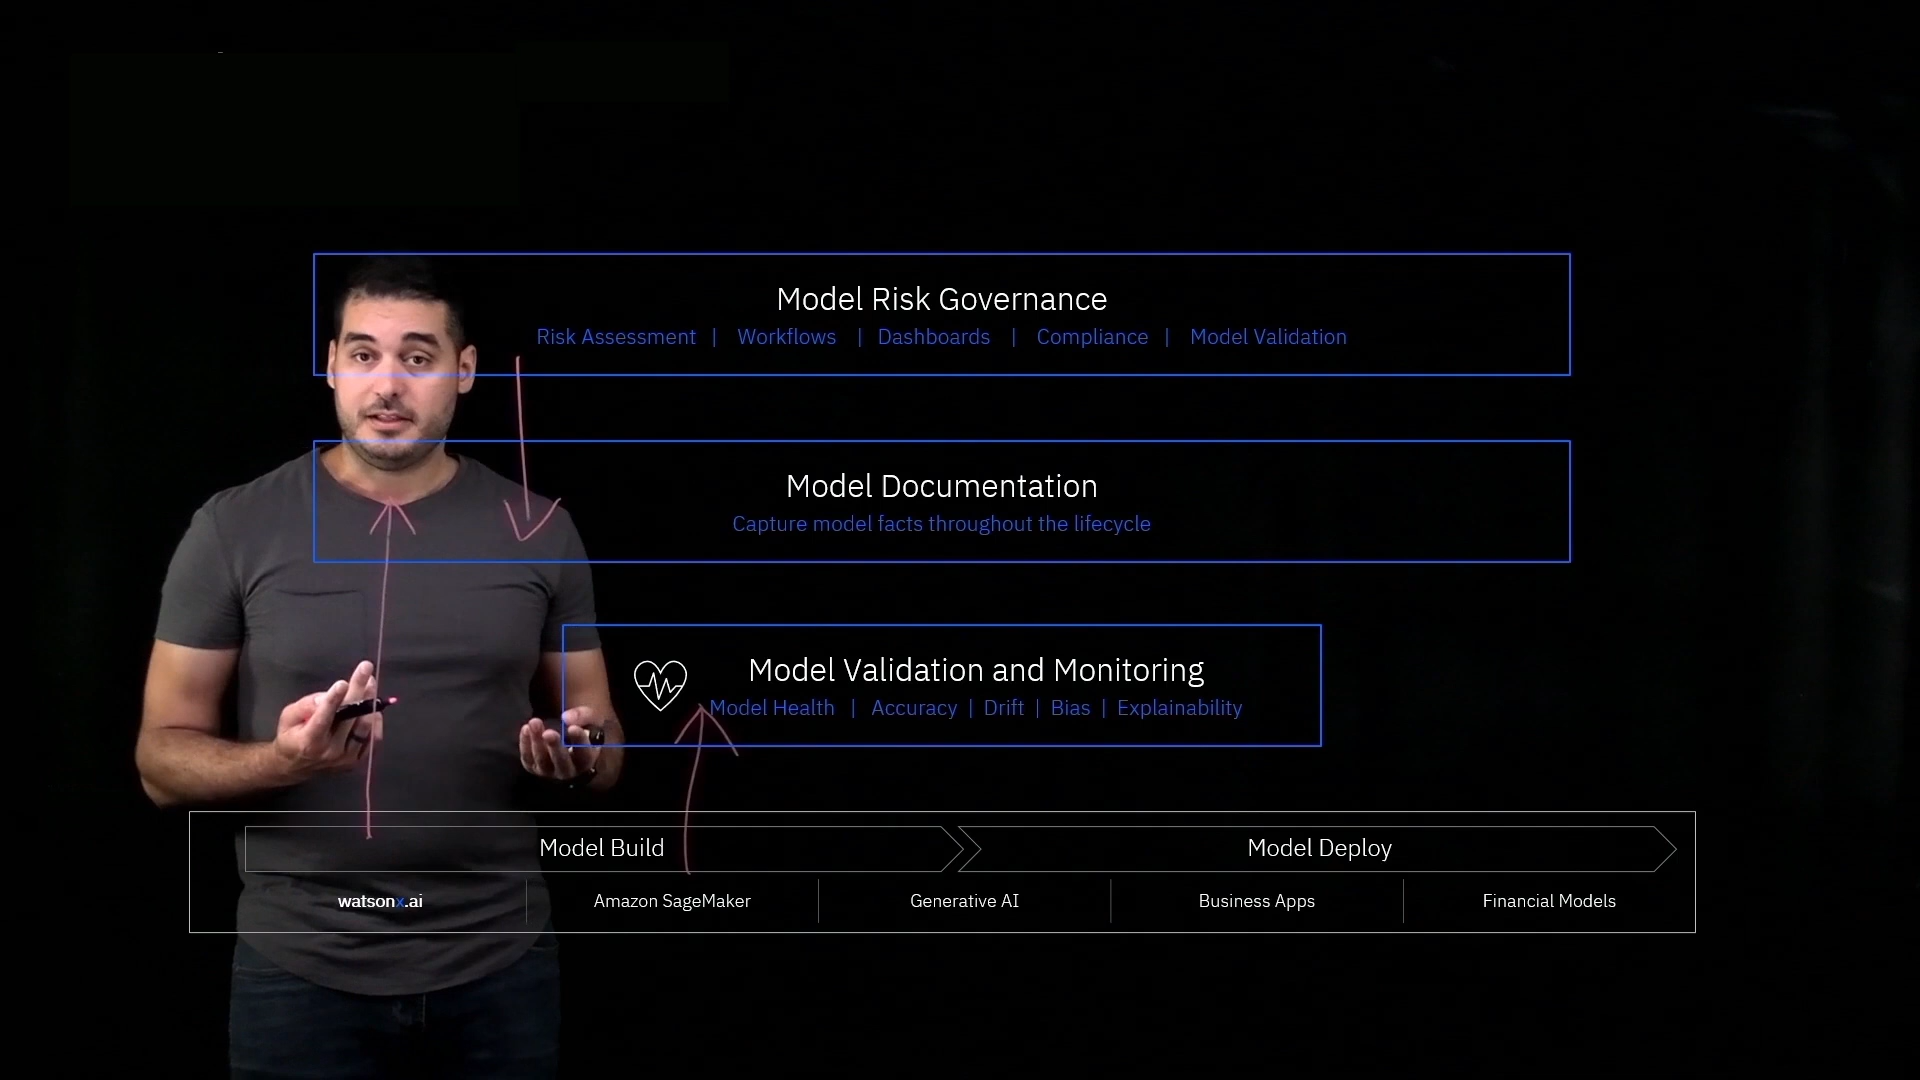 Model Risk Governance
Risk Assessment | Workflows | Dashboards | Compliance | Model Validation
Model Documentation
Capture model facts throughout the lifecycle
Model Validation and Monitoring
Model Health | Accuracy | Drift | Bias | Explainability
Model Build Model Deploy
watsonx.ai Amazon SageMaker Generative AI Business Apps Financial Models